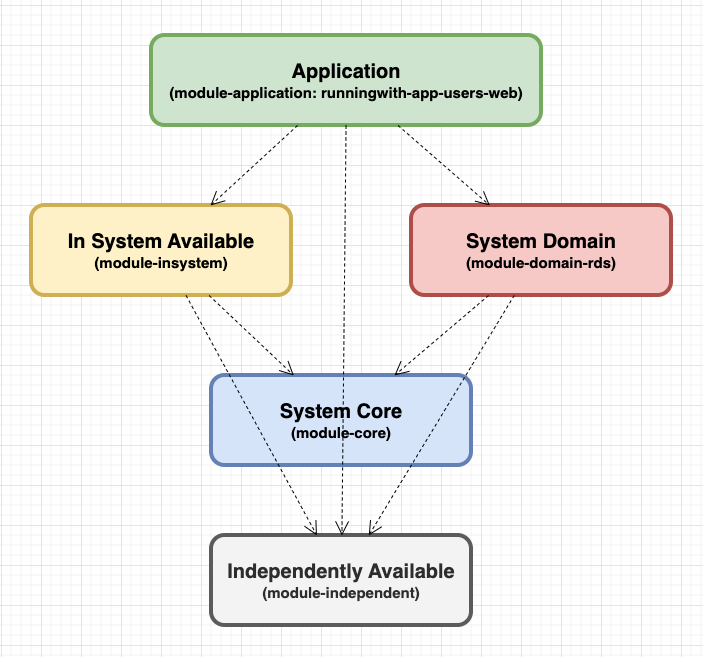 Application
(module-application: runningwith-app-users-web)
In System Available
(module-insystem)
System Domain
(module-domain-rds)
System Core
(module-core)
Independently Available
(module-independent)